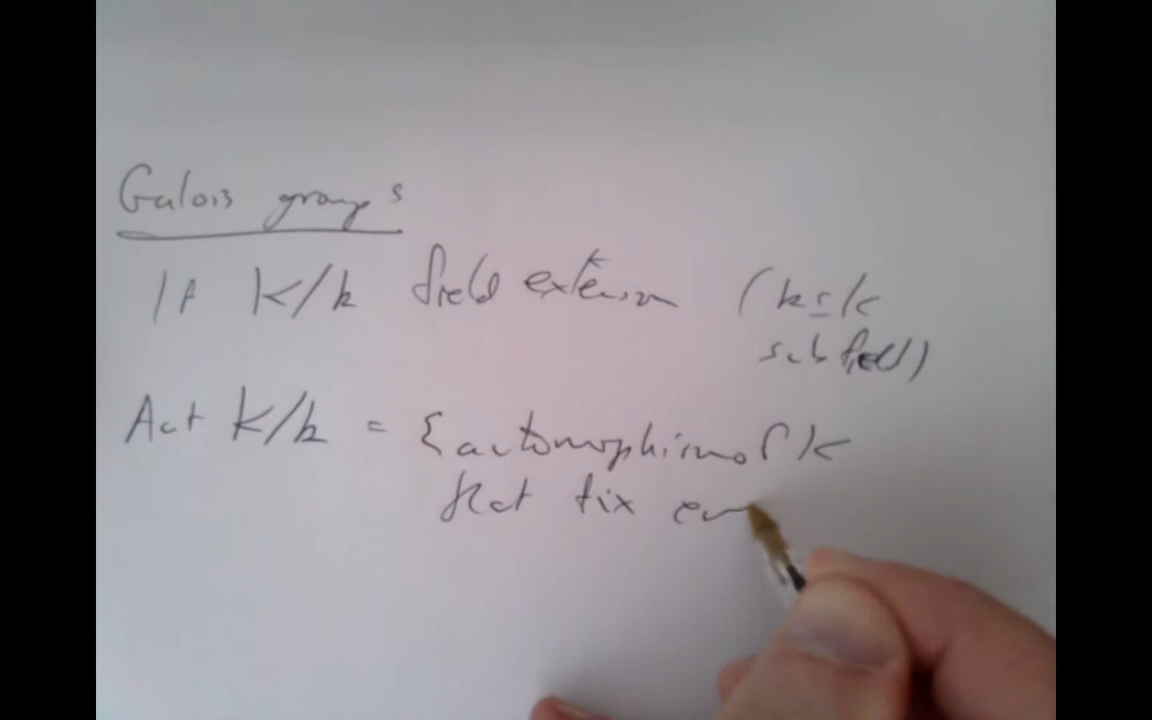 Galois groups
If K/k field extension (k ⊆ K
subfield)
Aut K/k = {automorphisms of K
that fix ev